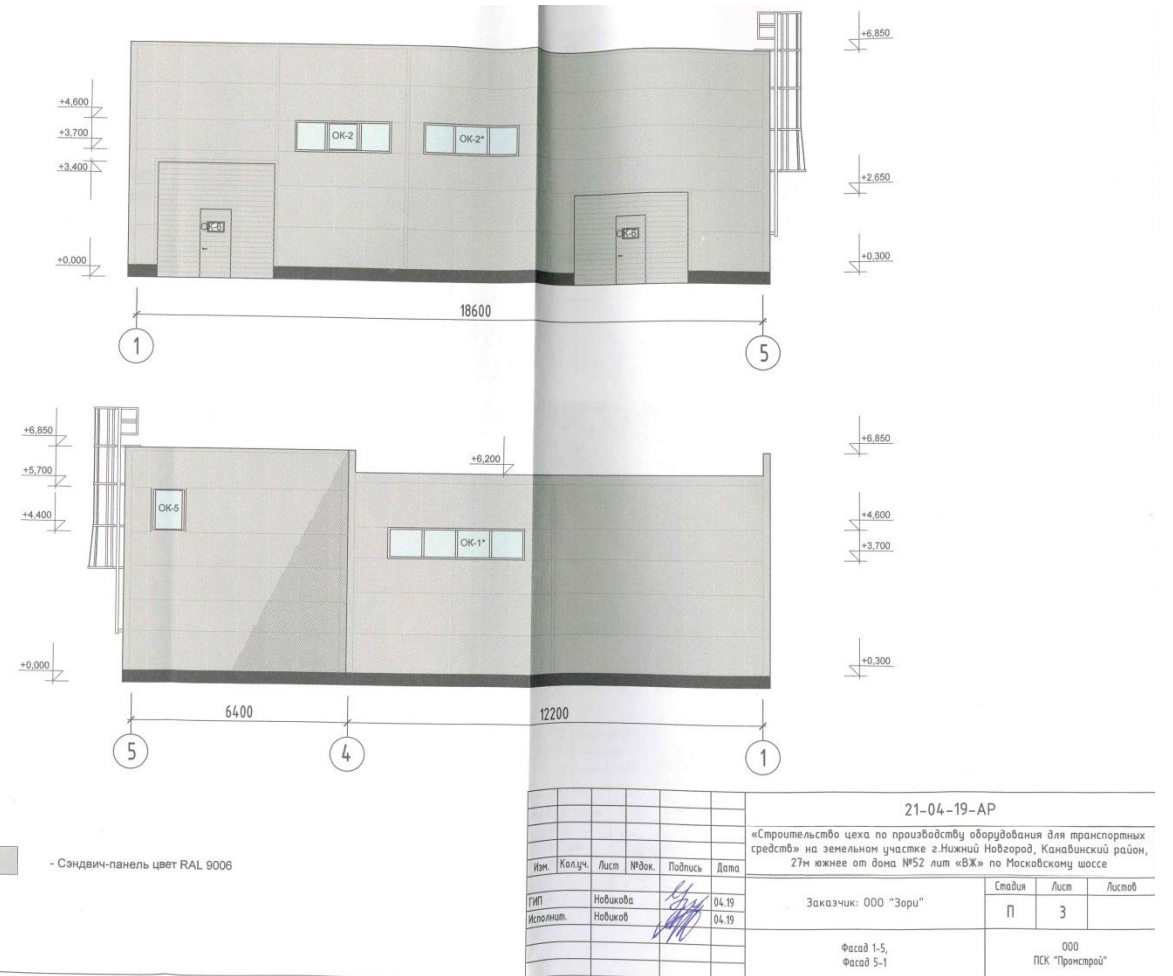 +6,850
+4,600
+3,700
+3,400
+0,000
ОК-2
ОК-2*
+2,650
+0,300
18600
1
5
+6,850
+5,700
+4,400
+0,000
ОК-5
+6,200
ОК-1*
+6,850
+4,600
+3,700
+0,300
6400
12200
5
4
1
- Сэндвич-панель цвет RAL 9006
21-04-19-АР
«Строительство цеха по производству оборудования для транспортных
средств» на земельном участке г.Нижний Новгород, Канавинский район,
27м южнее от дома №52 лит «ВЖ» по Московскому шоссе
Изм. Кол.уч. Лист №док. Подпись Дата
ГИП Новикова 04.19
Исполнит. Новиков 04.19
Заказчик: ООО "Зори"
Стадия Лист Листов
П 3
Фасад 1-5,
Фасад 5-1
ООО
ПСК "Промстрой"